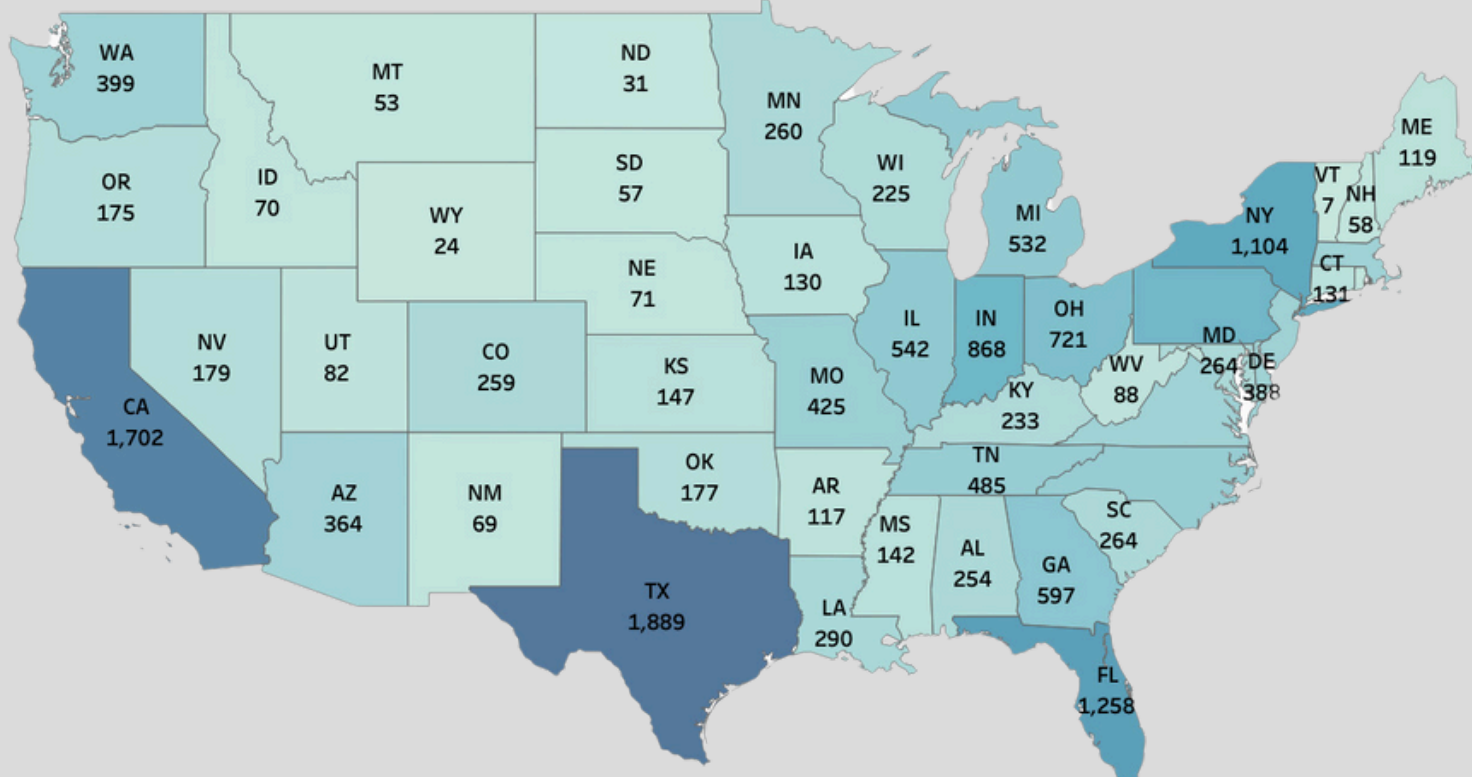 WA
399
MT
53
ND
31
MN
260
ME
119
OR
175
ID
70
SD
57
WI
225
VT
7
NH
58
WY
24
MI
532
NY
1,104
IA
130
NE
71
CT
131
NV
179
UT
82
CO
259
IL
542
IN
868
OH
721
MD
264
DE
388
KS
147
MO
425
WV
88
KY
233
CA
1,702
OK
177
TN
485
AZ
364
NM
69
AR
117
MS
142
AL
254
SC
264
GA
597
TX
1,889
LA
290
FL
1,258